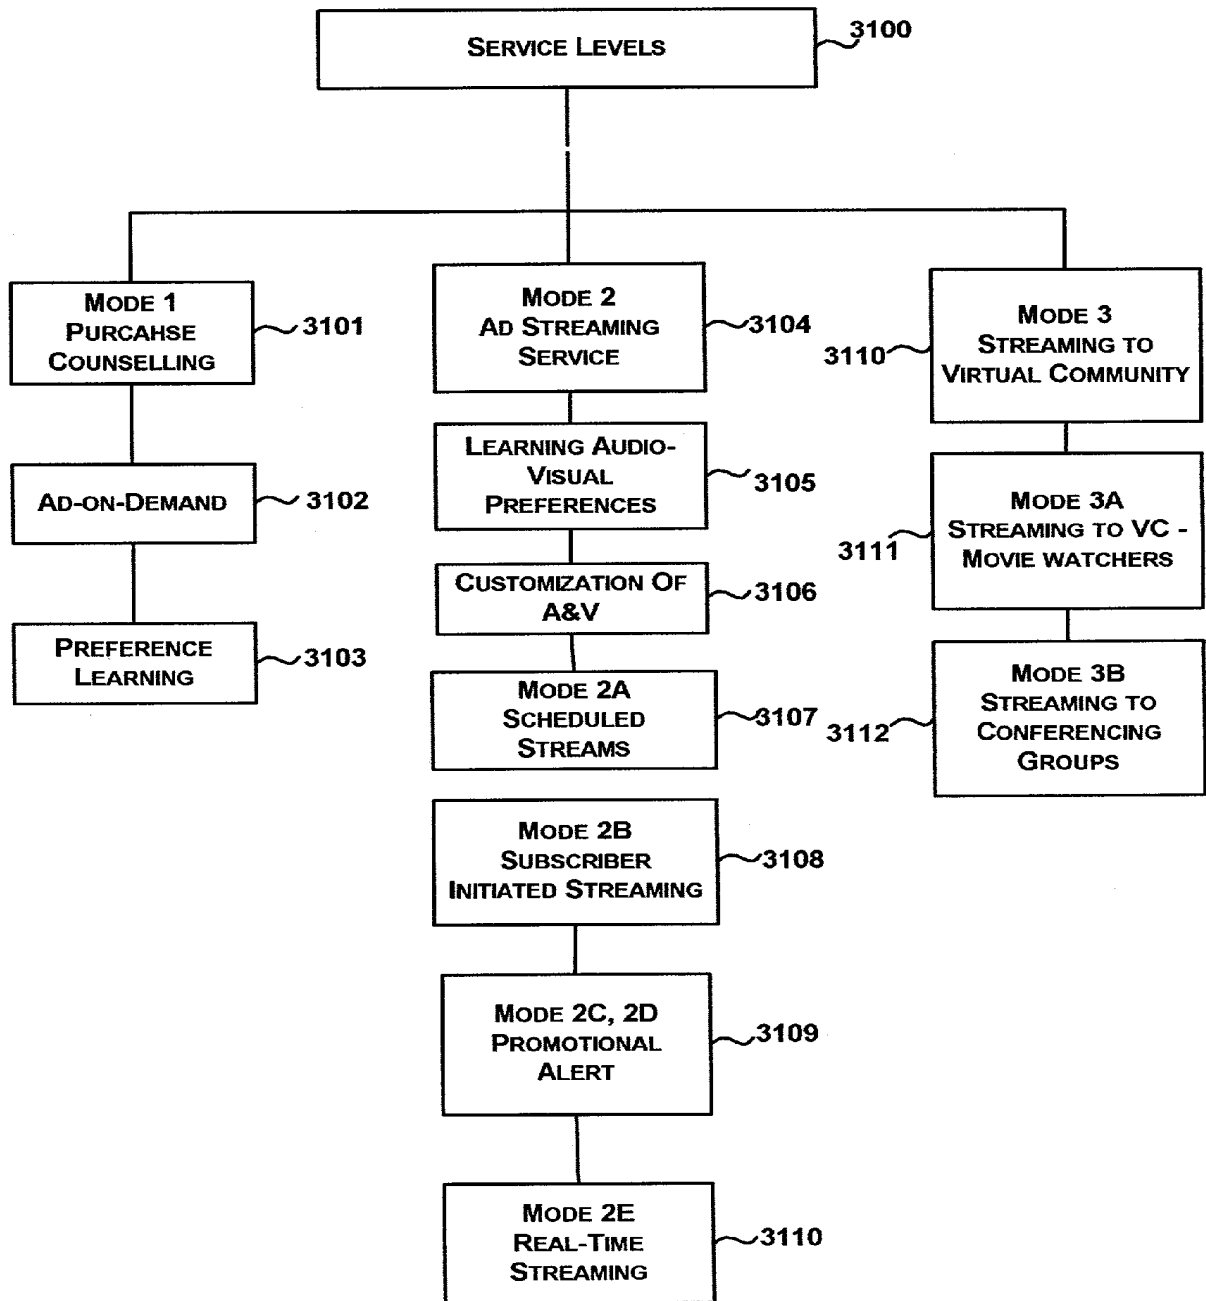 SERVICE LEVELS
3100
MODE 1
PURCAHSE
COUNSELLING
3101
AD-ON-DEMAND
3102
PREFERENCE
LEARNING
3103
MODE 2
AD STREAMING
SERVICE
3104
LEARNING AUDIO-
VISUAL
PREFERENCES
3105
CUSTOMIZATION OF
A&V
3106
MODE 2A
SCHEDULED
STREAMS
3107
MODE 2B
SUBSCRIBER
INITIATED STREAMING
3108
MODE 2C, 2D
PROMOTIONAL
ALERT
3109
MODE 2E
REAL-TIME
STREAMING
3110
MODE 3
STREAMING TO
VIRTUAL COMMUNITY
3110
MODE 3A
STREAMING TO VC -
MOVIE WATCHERS
3111
MODE 3B
STREAMING TO
CONFERENCING
GROUPS
3112